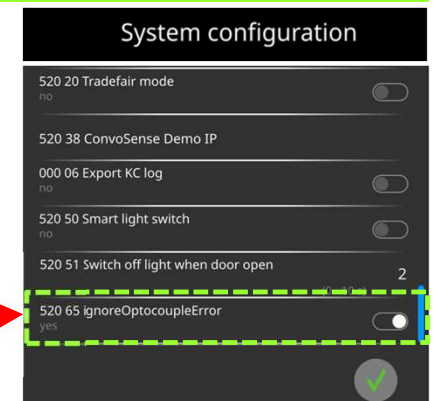 System configuration
520 20 Tradefair mode
no
520 38 ConvoSense Demo IP
000 06 Export KC log
no
520 50 Smart light switch
no
520 51 Switch off light when door open
2
520 65 ignoreOptocoupleError
yes